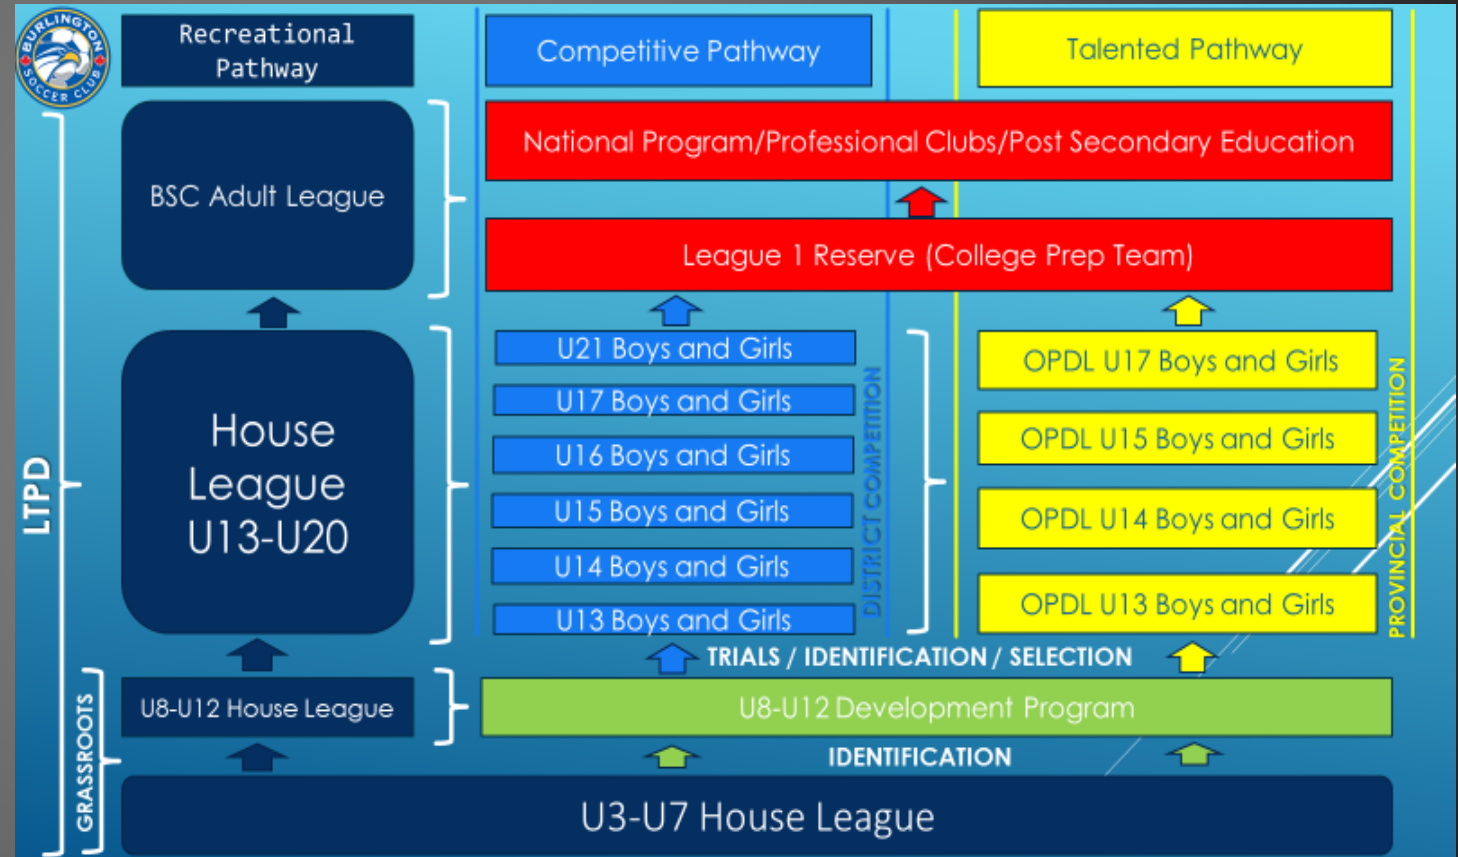 BURLINGTON
SOCCER CLUB
Recreational
Pathway
Competitive Pathway
Talented Pathway
BSC Adult League
National Program/Professional Clubs/Post Secondary Education
League 1 Reserve (College Prep Team)
LTPD
House
League
U13-U20
U21 Boys and Girls
U17 Boys and Girls
U16 Boys and Girls
U15 Boys and Girls
U14 Boys and Girls
U13 Boys and Girls
DISTRICT COMPETITION
OPDL U17 Boys and Girls
OPDL U15 Boys and Girls
OPDL U14 Boys and Girls
OPDL U13 Boys and Girls
PROVINCIAL COMPETITION
TRIALS / IDENTIFICATION / SELECTION
GRASSROOTS
U8-U12 House League
U8-U12 Development Program
IDENTIFICATION
U3-U7 House League